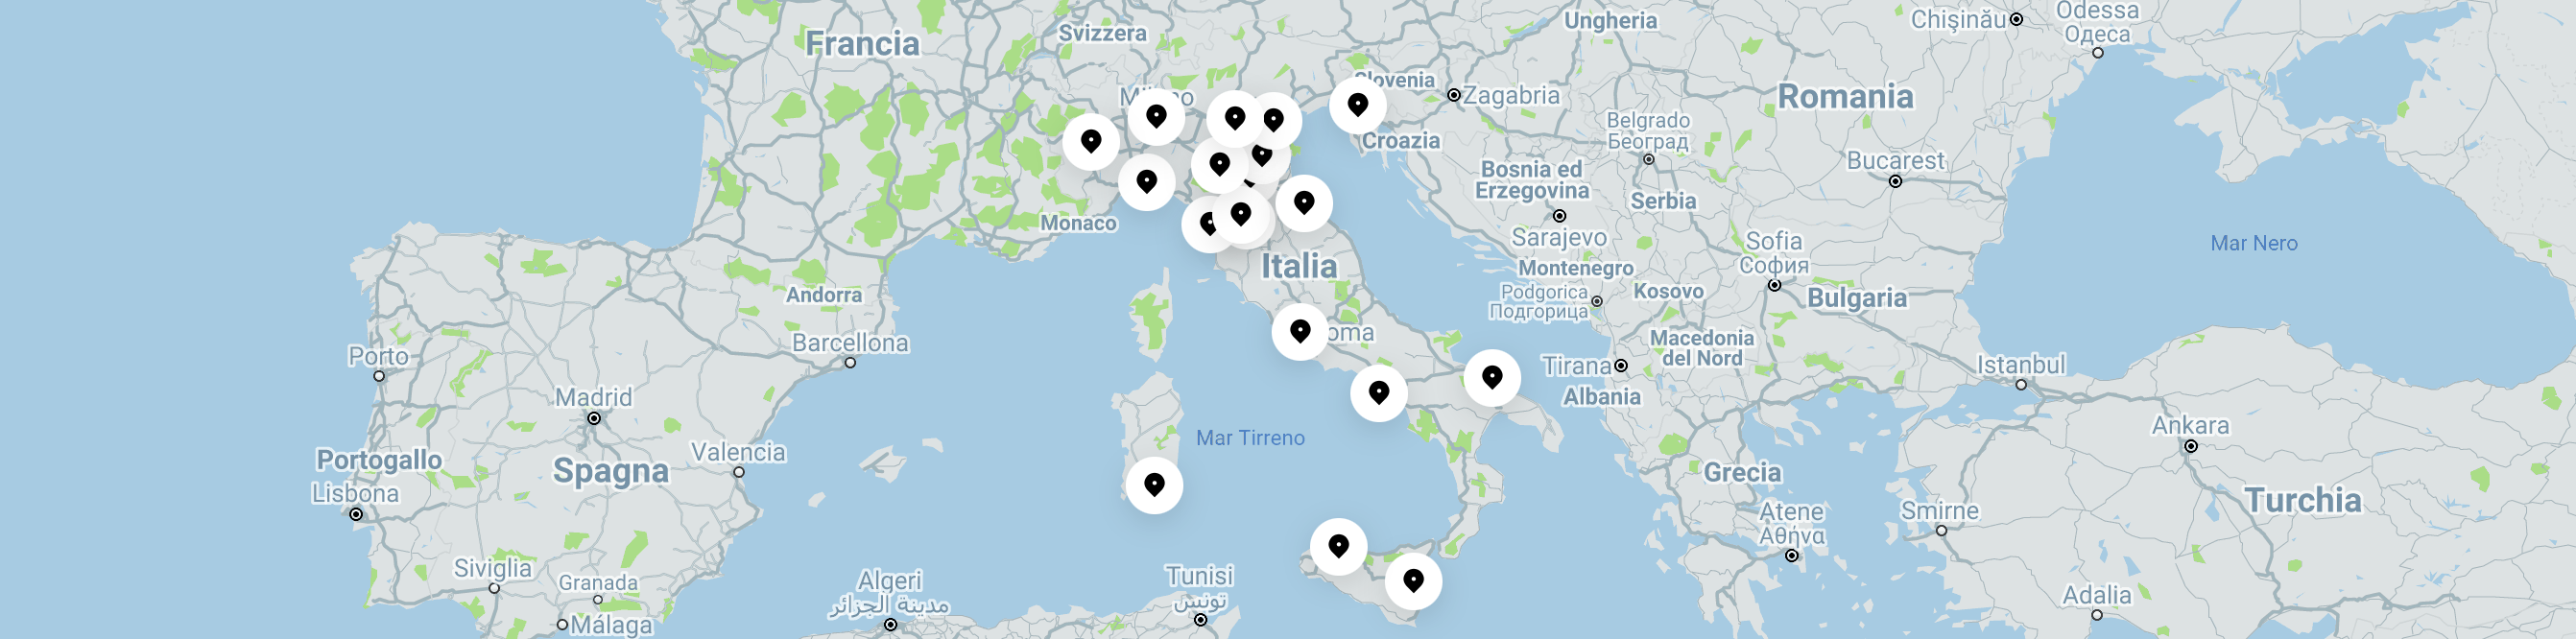 Francia
Svizzera
Ungheria
Chişinău
Odessa
Одеса
Slovenia
Zagabria
Romania
Milano
Croazia
Belgrado
Београд
Bucarest
Bosnia ed
Erzegovina
Serbia
Monaco
Sarajevo
Sofia
София
Mar Nero
Italia
Montenegro
Andorra
Podgorica
Подгорица
Kosovo
Bulgaria
Barcellona
oma
Macedonia
del Nord
Porto
Tirana
Istanbul
Madrid
Albania
Ankara
Mar Tirreno
Valencia
Portogallo
Spagna
Grecia
Lisbona
Turchia
Atene
Αθήνα
Smirne
Siviglia
Granada
Algeri
مدينة الجزائر
Tunisi
تونس
Adalia
Málaga